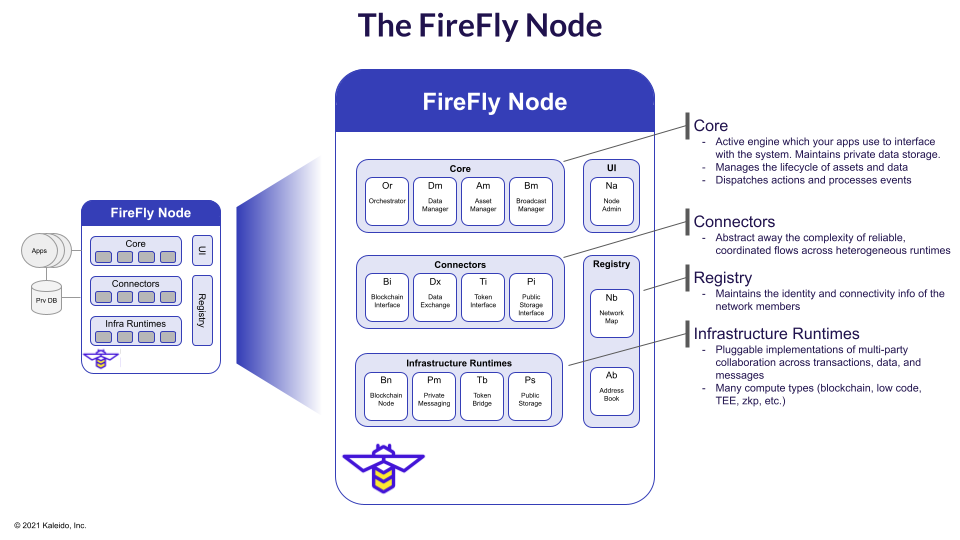 The FireFly Node
FireFly Node
Core
UI
Connectors
Registry
Infra Runtimes
Apps
Prv DB
FireFly Node
Core
Or
Orchestrator
Dm
Data
Manager
Am
Asset
Manager
Bm
Broadcast
Manager
UI
Na
Node
Admin
Connectors
Bi
Blockchain
Interface
Dx
Data
Exchange
Ti
Token
Interface
Pi
Public
Storage
Interface
Registry
Nb
Network
Map
Ab
Address
Book
Infrastructure Runtimes
Bn
Blockchain
Node
Pm
Private
Messaging
Tb
Token
Bridge
Ps
Public
Storage
Core
- Active engine which your apps use to interface
with the system. Maintains private data storage.
- Manages the lifecycle of assets and data
- Dispatches actions and processes events
Connectors
- Abstract away the complexity of reliable,
coordinated flows across heterogeneous runtimes
Registry
- Maintains the identity and connectivity info of the
network members
Infrastructure Runtimes
- Pluggable implementations of multi-party
collaboration across transactions, data, and
messages
- Many compute types (blockchain, low code,
TEE, zkp, etc.)
© 2021 Kaleido, Inc.